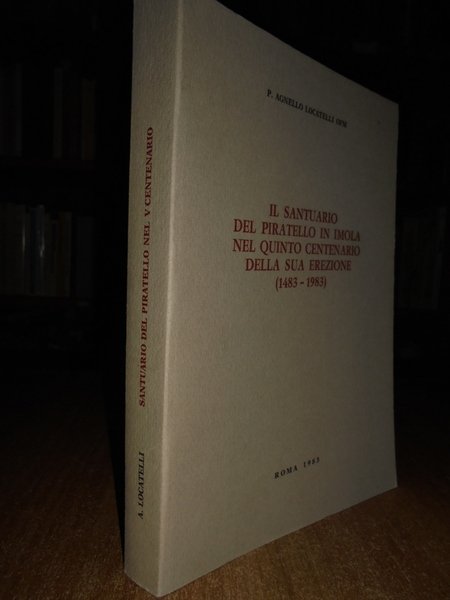 P. AGNELLO LOCATELLI OFM
IL SANTUARIO
DEL PIRATELLO IN IMOLA
NEL QUINTO CENTENARIO
DELLA SUA EREZIONE
(1483 - 1983)
ROMA 1983
A. LOCATELLI SANTUARIO DEL PIRATELLO NEL V CENTENARIO